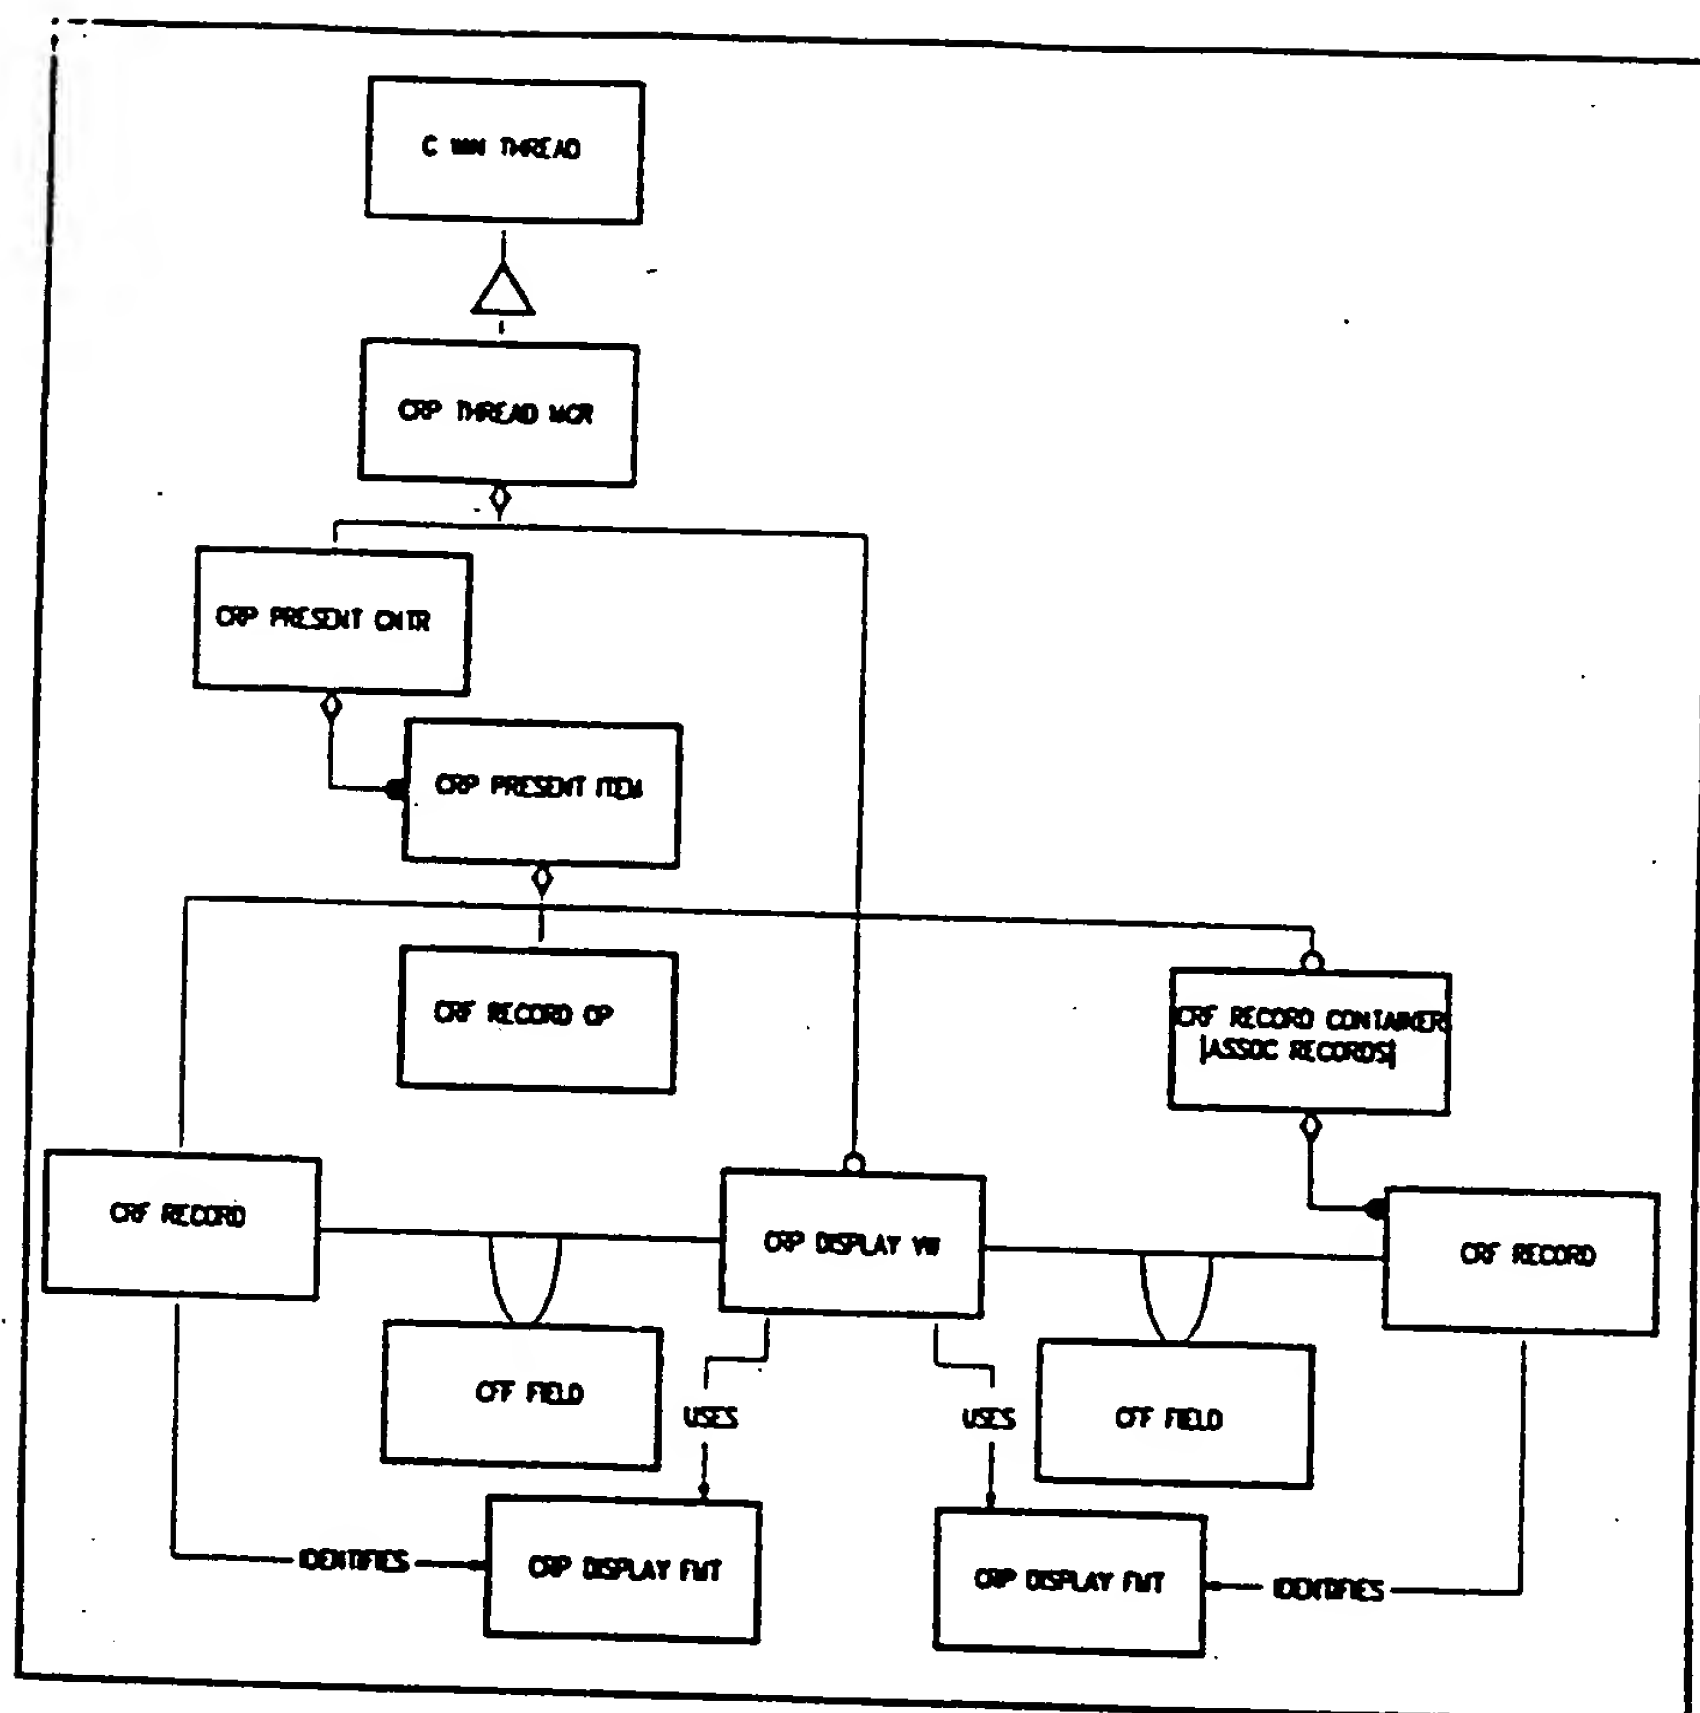 C WIN THREAD
CRP THREAD MGR
CRP PRESENT CNTR
CRP PRESENT ITEM
CRF RECORD OP
CRF RECORD CONTAINER
[ASSOC RECORDS]
CRF RECORD
CRP DISPLAY VW
CRF RECORD
CFF FIELD
USES
USES
CFF FIELD
IDENTIFIES
CRP DISPLAY FMT
CRP DISPLAY FMT
IDENTIFIES